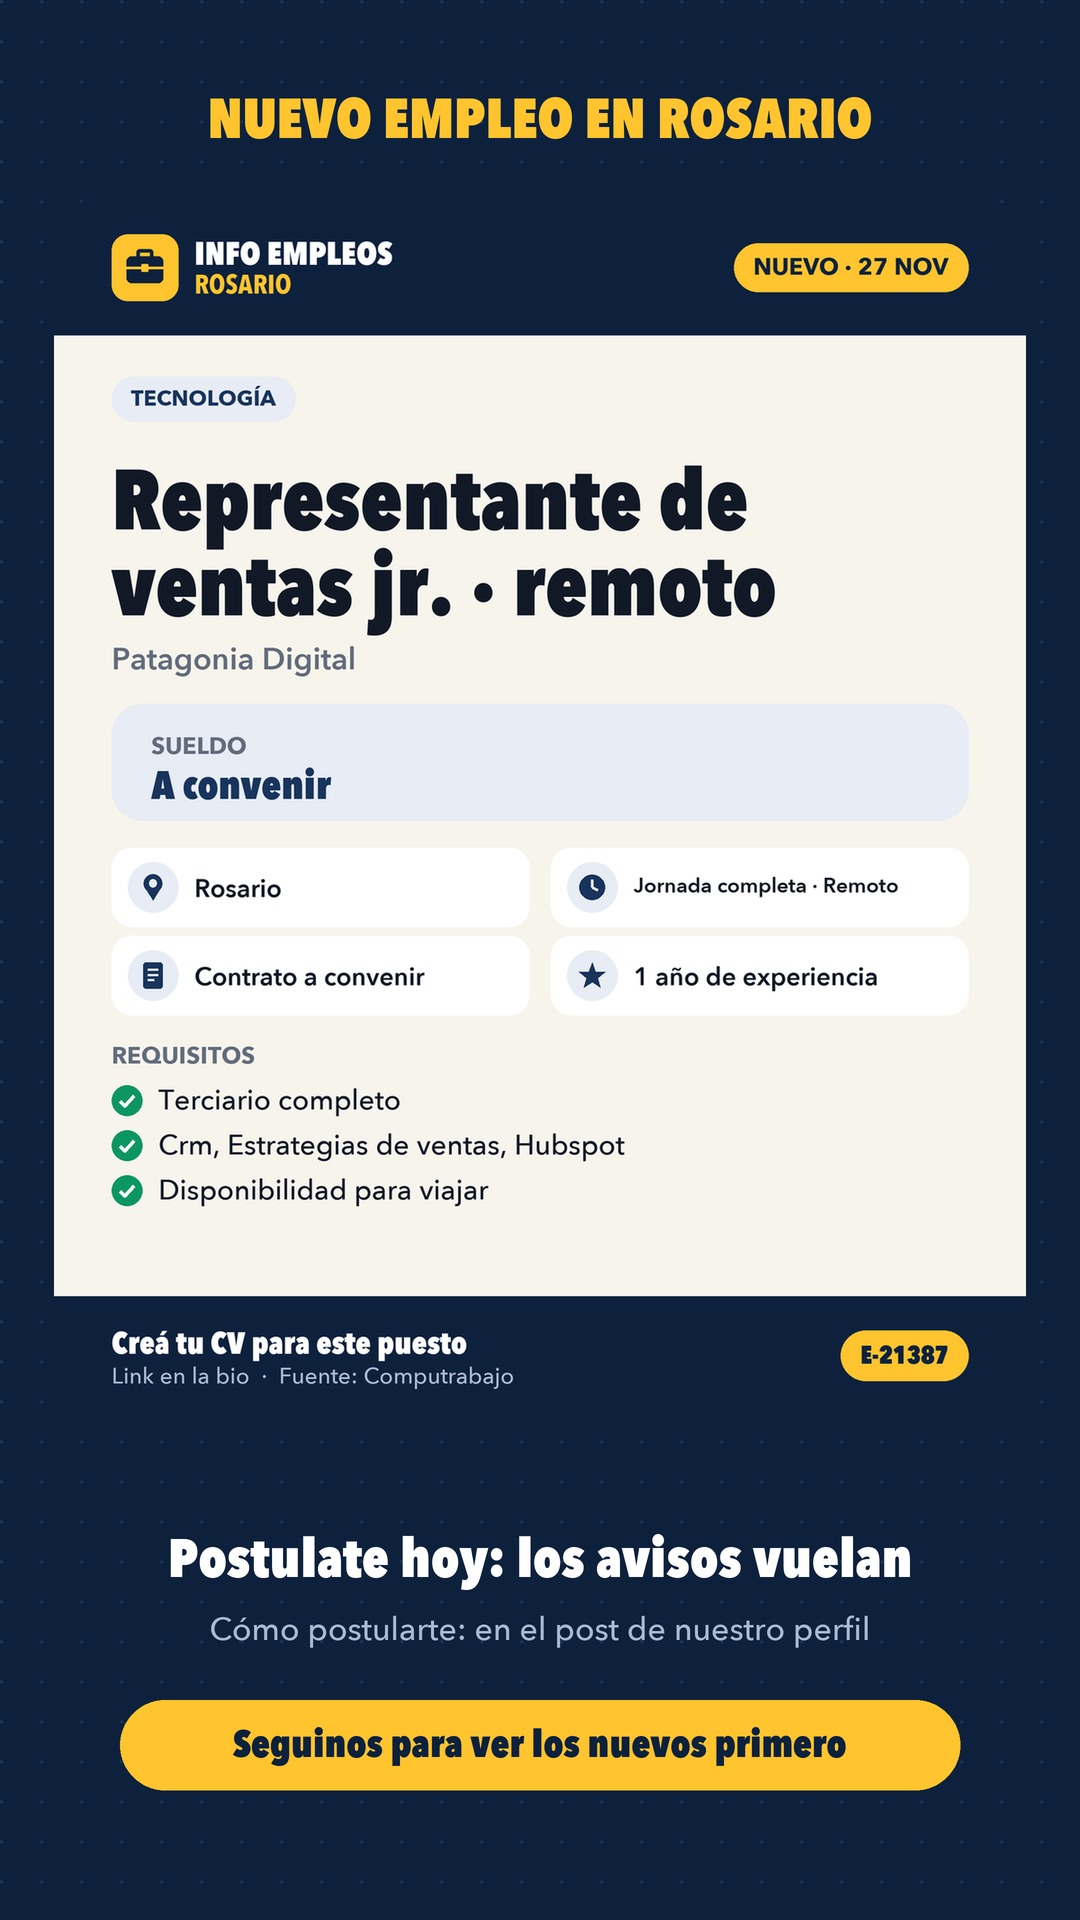 NUEVO EMPLEO EN ROSARIO
INFO EMPLEOS
ROSARIO
NUEVO · 27 NOV
TECNOLOGÍA
Representante de
ventas jr. · remoto
Patagonia Digital
SUELDO
A convenir
Rosario
Jornada completa · Remoto
Contrato a convenir
1 año de experiencia
REQUISITOS
Terciario completo
Crm, Estrategias de ventas, Hubspot
Disponibilidad para viajar
Creá tu CV para este puesto
Link en la bio · Fuente: Computrabajo
E-21387
Postulate hoy: los avisos vuelan
Cómo postularte: en el post de nuestro perfil
Seguinos para ver los nuevos primero